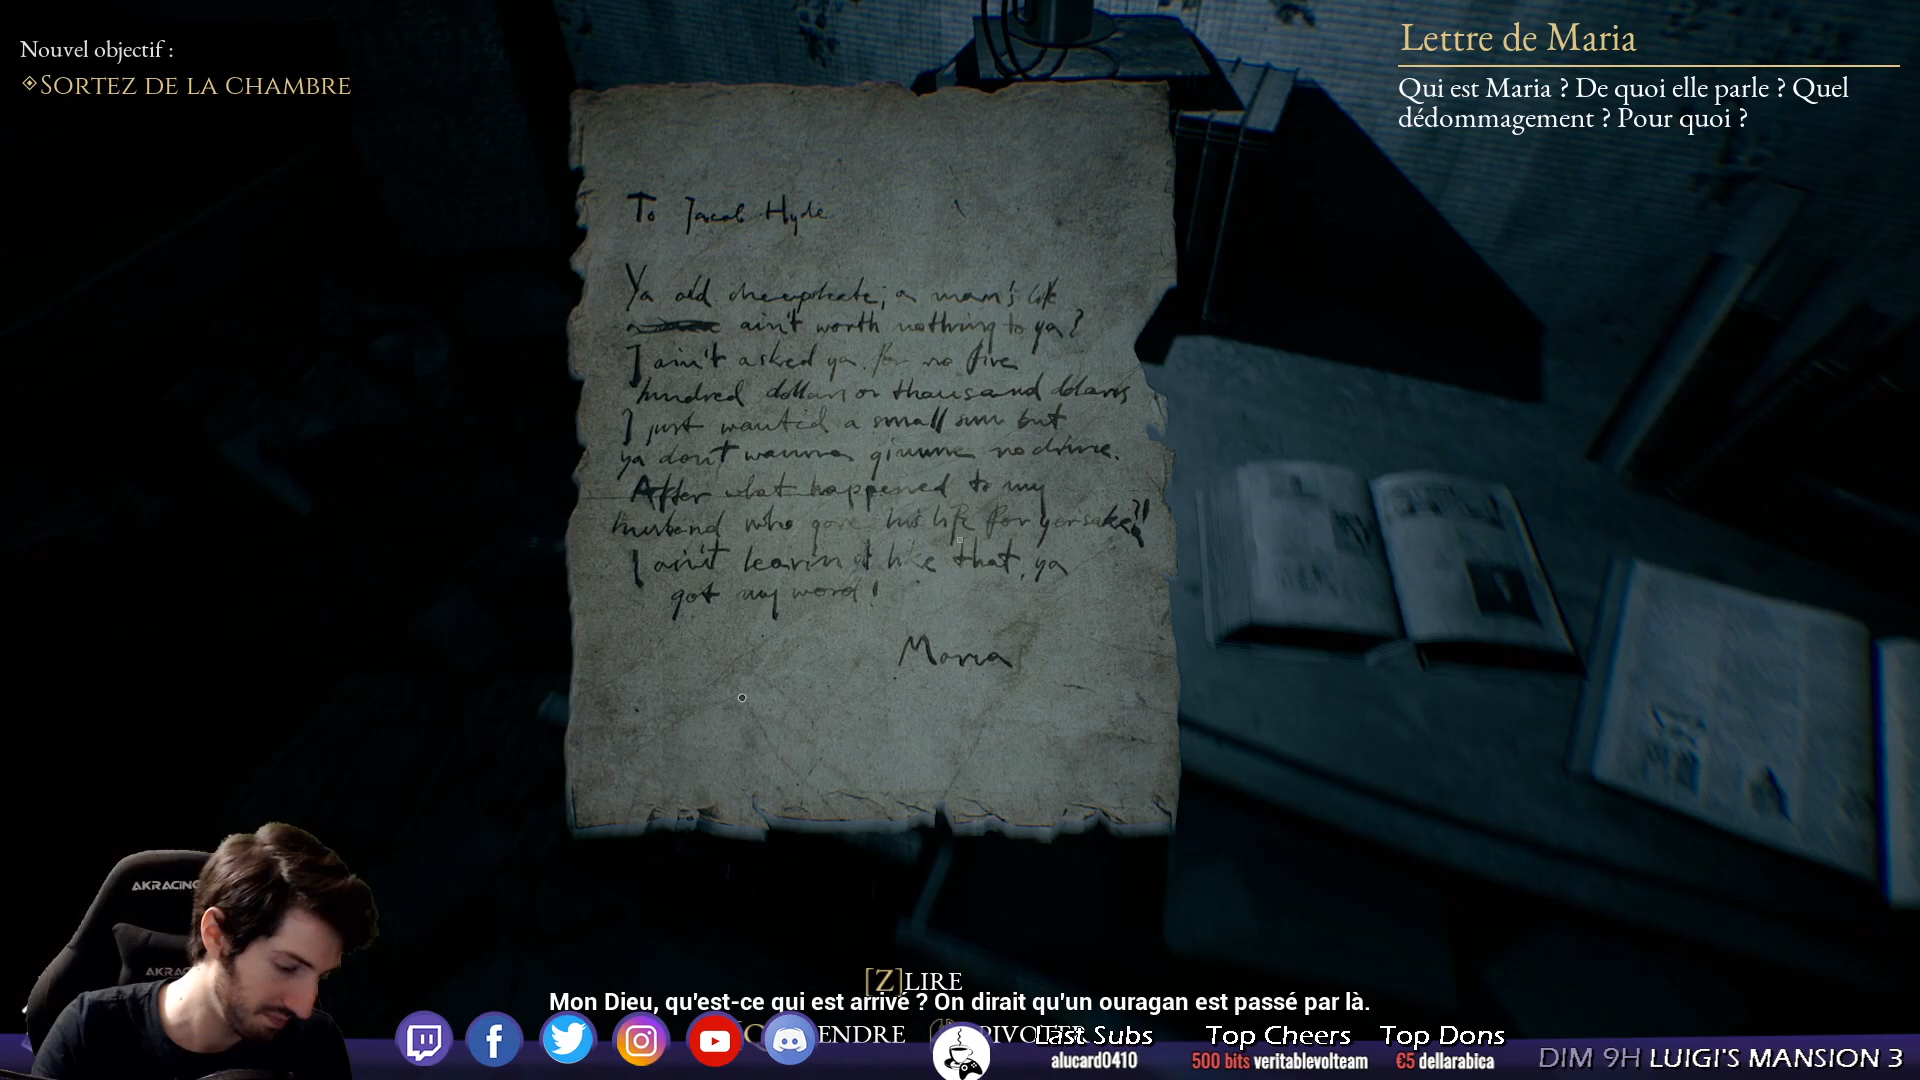 Nouvel objectif :
SORTEZ DE LA CHAMBRE
Lettre de Maria
Qui est Maria ? De quoi elle parle ? Quel
dédommagement ? Pour quoi ?
To Jacob Hyde
Ya old cheapskate, a man's life
ain't worth nothing to ya?
I ain't asked ya for no five
hundred dollars or thousand dollars
I just wanted a small sum but
ya don't wanna gimme no dime.
After what happened to my
husband who gave his life for yer sake?!
I ain't leavin it like that, ya
got my word!
Maria
AKRACING
AKRAC
[Z]LIRE
Mon Dieu, qu'est-ce qui est arrivé ? On dirait qu'un ouragan est passé par là.
ENDRE
PIVOTER
Last Subs
alucard0410
Top Cheers
500 bits veritablevolteam
Top Dons
€5 dellarabica
DIM 9H LUIGI'S MANSION 3